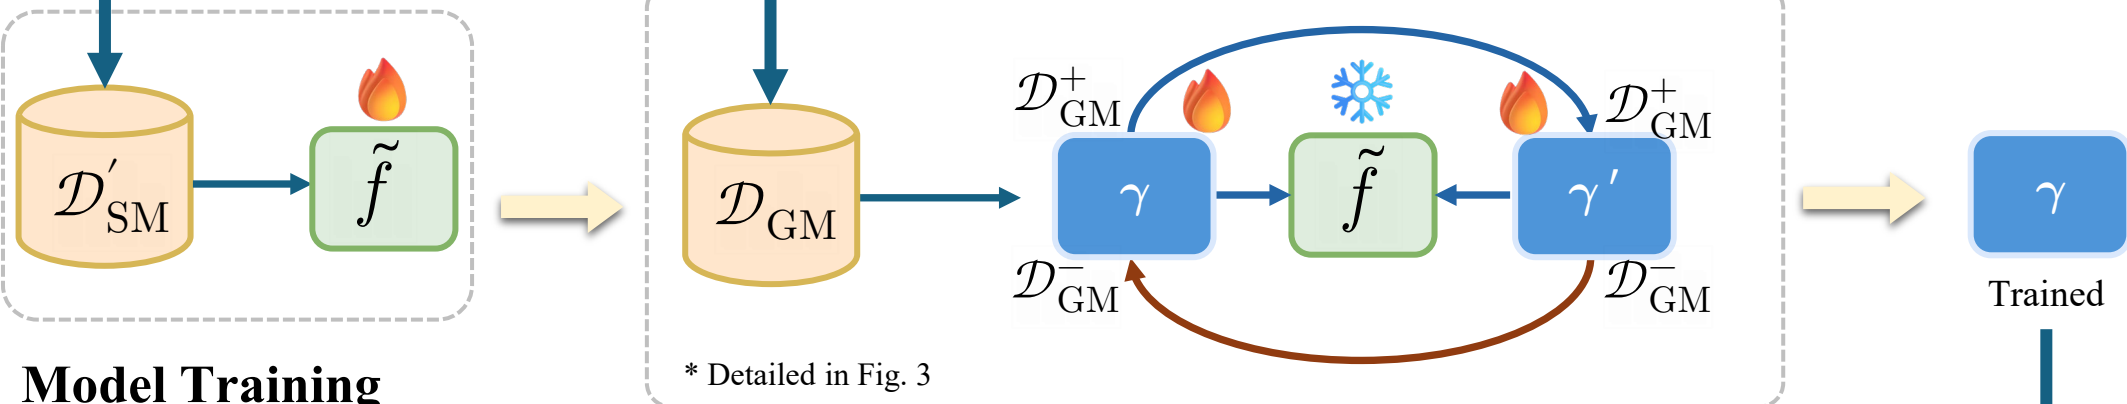 𝒟′SM
f̃
𝒟GM
𝒟⁺GM
𝒟⁺GM
γ
f̃
γ′
𝒟⁻GM
𝒟⁻GM
γ
Trained
* Detailed in Fig. 3
Model Training